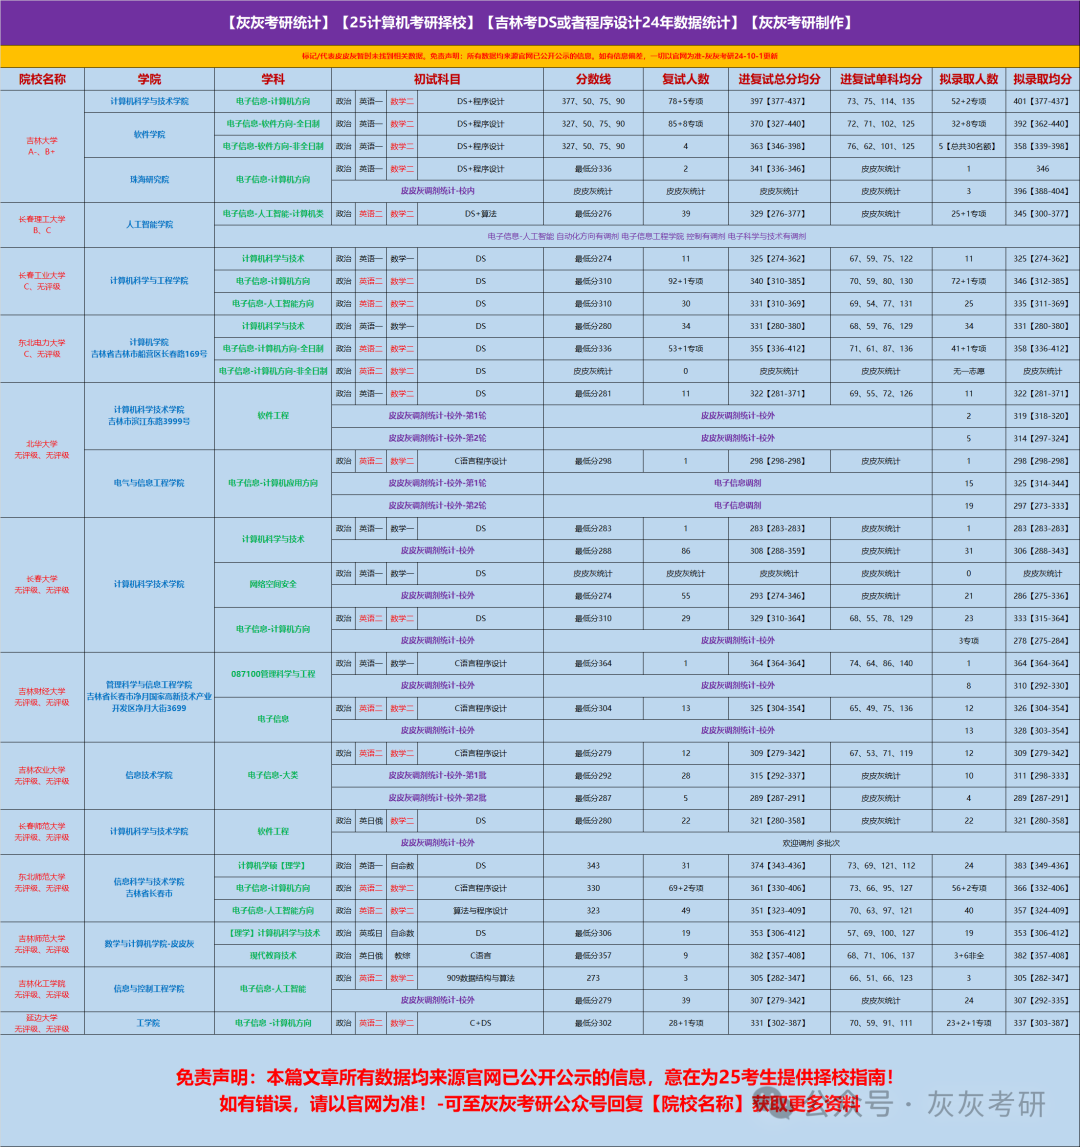 【灰灰考研统计】【25计算机考研择校】【吉林考DS或者程序设计24年数据统计】【灰灰考研制作】
标记/代表皮皮灰暂时未找到相关数据。免责声明：所有数据均来源官网已公开公示的信息。如有信息偏差，一切以官网为准-灰灰考研24-10-1更新
院校名称 学院 学科 初试科目 分数线 复试人数 进复试总分均分 进复试单科均分 拟录取人数 拟录取均分
吉林大学
A-、B+
计算机科学与技术学院 电子信息-计算机方向 政治 英语一 数学二 DS+程序设计 377、50、75、90 78+5专项 397【377-437】 73、75、114、135 52+2专项 401【377-437】
软件学院 电子信息-软件方向-全日制 政治 英语一 数学二 DS+程序设计 327、50、75、90 85+8专项 370【327-440】 72、71、102、125 32+8专项 392【362-440】
电子信息-软件方向-非全日制 政治 英语一 数学二 DS+程序设计 327、50、75、90 4 363【346-398】 76、62、101、125 5【总共30名额】 358【339-398】
珠海研究院 电子信息-计算机方向 政治 英语一 数学二 DS+程序设计 最低分336 2 341【336-346】 皮皮灰统计 1 346
皮皮灰调剂统计-校内 皮皮灰统计 皮皮灰统计 皮皮灰统计 皮皮灰统计 3 396【388-404】
长春理工大学
B、C
人工智能学院 电子信息-人工智能-计算机类 政治 英语二 数学二 DS+算法 最低分276 39 329【276-377】 皮皮灰统计 25+1专项 345【300-377】
电子信息-人工智能 自动化方向有调剂 电子信息工程学院 控制有调剂 电子科学与技术有调剂
长春工业大学
C、无评级
计算机科学与工程学院 计算机科学与技术 政治 英语一 数学一 DS 最低分274 11 325【274-362】 67、59、75、122 11 325【274-362】
电子信息-计算机方向 政治 英语二 数学二 DS 最低分310 92+1专项 340【310-385】 70、59、80、130 72+1专项 346【312-385】
电子信息-人工智能方向 政治 英语二 数学二 DS 最低分310 30 331【310-369】 69、54、77、131 25 335【311-369】
东北电力大学
C、无评级
计算机学院
吉林省吉林市船营区长春路169号
计算机科学与技术 政治 英语一 数学一 DS 最低分280 34 331【280-380】 68、59、76、129 34 331【280-380】
电子信息-计算机方向-全日制 政治 英语二 数学二 DS 最低分336 53+1专项 355【336-412】 71、61、87、136 41+1专项 358【336-412】
电子信息-计算机方向-非全日制 政治 英语二 数学二 DS 皮皮灰统计 0 皮皮灰统计 皮皮灰统计 无一志愿 皮皮灰统计
北华大学
无评级、无评级
计算机科学技术学院
吉林市滨江东路3999号
软件工程 政治 英语一 数学二 DS 最低分281 11 322【281-371】 69、55、72、126 11 322【281-371】
皮皮灰调剂统计-校外-第1轮 皮皮灰调剂统计-校外 2 319【318-320】
皮皮灰调剂统计-校外-第2轮 皮皮灰调剂统计-校外 5 314【297-324】
电气与信息工程学院 电子信息-计算机应用方向 政治 英语二 数学二 C语言程序设计 最低分298 1 298【298-298】 皮皮灰统计 1 298【298-298】
皮皮灰调剂统计-校外-第1轮 电子信息调剂 15 325【314-344】
皮皮灰调剂统计-校外-第2轮 电子信息调剂 19 297【273-333】
长春大学
无评级、无评级
计算机科学技术学院 计算机科学与技术 政治 英语一 数学一 DS 最低分283 1 283【283-283】 皮皮灰统计 1 283【283-283】
皮皮灰调剂统计-校外 最低分288 86 308【288-359】 皮皮灰统计 31 306【288-343】
网络空间安全 政治 英语一 数学一 DS 皮皮灰统计 皮皮灰统计 皮皮灰统计 皮皮灰统计 0 皮皮灰统计
皮皮灰调剂统计-校外 最低分274 55 293【274-346】 皮皮灰统计 21 286【275-336】
电子信息-计算机方向 政治 英语二 数学二 DS 最低分310 29 329【310-364】 68、55、78、129 23 333【315-364】
皮皮灰调剂统计-校外 皮皮灰调剂统计-校外 3专项 278【275-284】
吉林财经大学
无评级、无评级
管理科学与信息工程学院
吉林省长春市净月国家高新技术产业
开发区净月大街3699
087100管理科学与工程 政治 英语一 数学一 C语言程序设计 最低分364 1 364【364-364】 74、64、86、140 1 364【364-364】
皮皮灰调剂统计-校外 皮皮灰调剂统计-校外 8 310【292-330】
电子信息 政治 英语二 数学二 C语言程序设计 最低分304 13 325【304-354】 65、49、75、136 12 326【304-354】
皮皮灰调剂统计-校外 皮皮灰调剂统计-校外 13 328【303-354】
吉林农业大学
无评级、无评级
信息技术学院 电子信息-大类 政治 英语二 数学二 C语言程序设计 最低分279 12 309【279-342】 67、53、71、119 12 309【279-342】
皮皮灰调剂统计-校外-第1批 最低分292 28 315【292-337】 皮皮灰统计 10 311【298-333】
皮皮灰调剂统计-校外-第2批 最低分287 5 289【287-291】 皮皮灰统计 4 289【287-291】
长春师范大学
无评级、无评级
计算机科学与技术学院 软件工程 政治 英日俄 数学二 DS 最低分280 22 321【280-358】 皮皮灰统计 22 321【280-358】
皮皮灰调剂统计-校外 欢迎调剂 多批次
东北师范大学
无评级、无评级
信息科学与技术学院
吉林省长春市
计算机学硕【理学】 政治 英语一 自命数 DS 343 31 374【343-436】 73、69、121、112 24 383【349-436】
电子信息-计算机方向 政治 英语二 数学二 C语言程序设计 330 69+2专项 361【330-406】 73、66、95、127 56+2专项 366【332-406】
电子信息-人工智能方向 政治 英语二 数学二 算法与程序设计 323 49 351【323-409】 70、63、97、121 40 357【324-409】
吉林师范大学
无评级、无评级
数学与计算机学院-皮皮灰 【理学】计算机科学与技术 政治 英或日 自命数 DS 最低分306 19 353【306-412】 57、69、100、127 19 353【306-412】
现代教育技术 政治 英日俄 教综 C语言 最低分357 9 382【357-408】 68、71、106、137 3+6非全 382【357-408】
吉林化工学院
无评级、无评级
信息与控制工程学院 电子信息-人工智能 政治 英语二 数学二 909数据结构与算法 273 3 305【282-347】 66、51、66、123 3 305【282-347】
皮皮灰调剂统计-校外 最低分279 39 307【279-342】 皮皮灰统计 24 307【292-335】
延边大学
无评级、无评级
工学院 电子信息 -计算机方向 政治 英语二 数学二 C+DS 最低分302 28+1专项 331【302-387】 70、59、91、111 23+2+1专项 337【303-387】
免责声明：本篇文章所有数据均来源官网已公开公示的信息，意在为25考生提供择校指南！
如有错误，请以官网为准！-可至灰灰考研公众号回复【院校名称】获取更多资料
公众号 · 灰灰考研